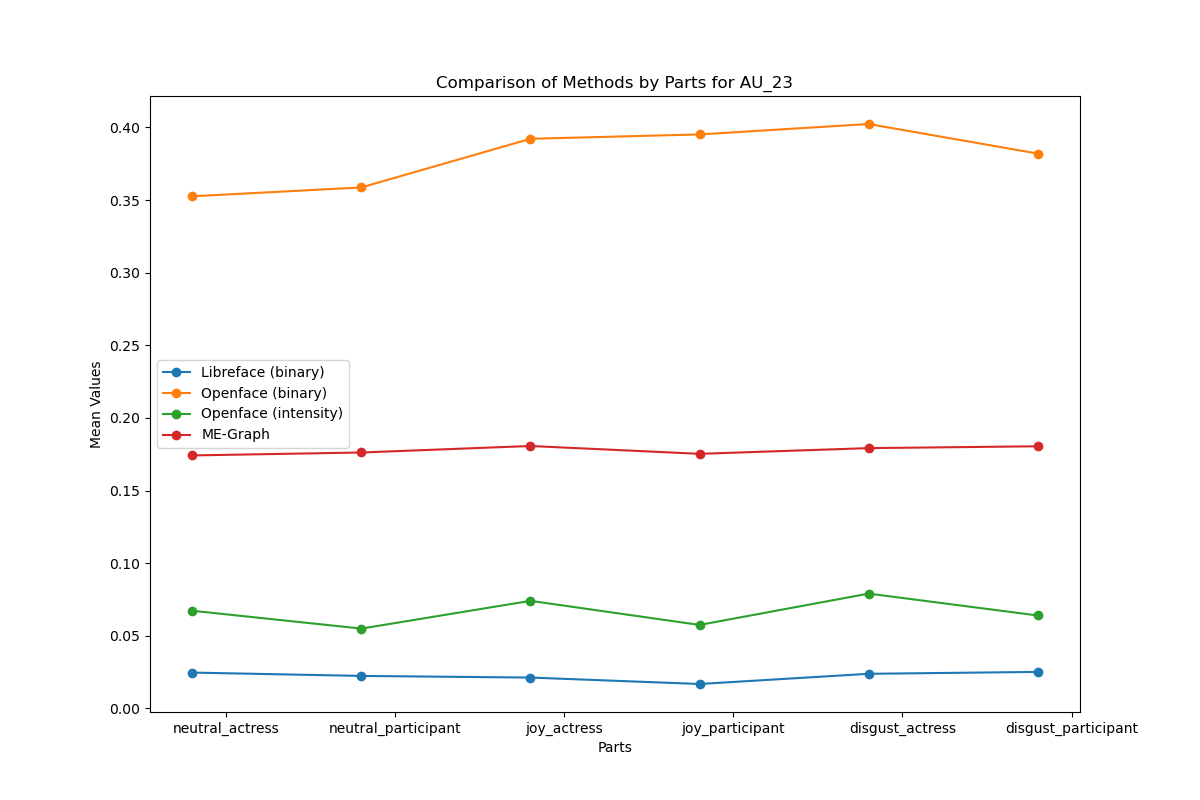 Comparison of Methods by Parts for AU_23
0.40
0.35
0.30
0.25
0.20
0.15
0.10
0.05
0.00
Mean Values
Libreface (binary)
Openface (binary)
Openface (intensity)
ME-Graph
neutral_actress neutral_participant joy_actress joy_participant disgust_actress disgust_participant
Parts